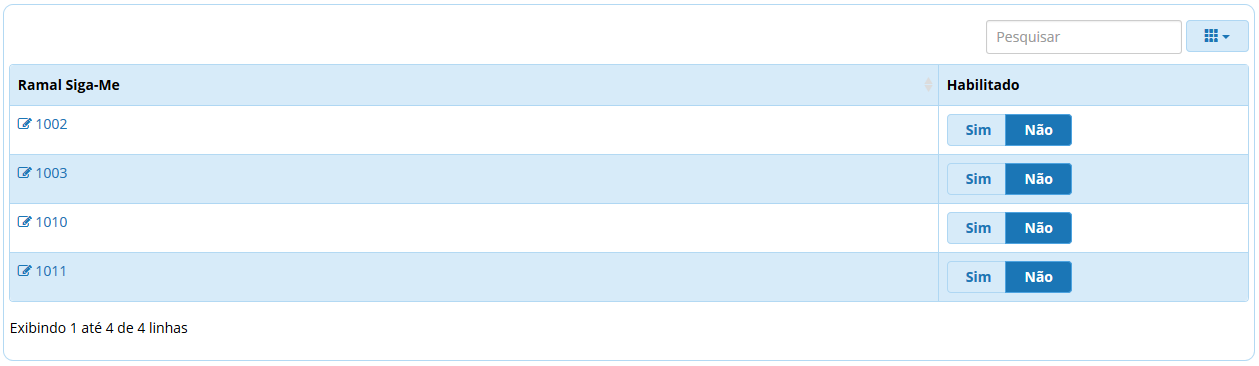 Pesquisar
Ramal Siga-Me Habilitado
1002 Sim Não
1003 Sim Não
1010 Sim Não
1011 Sim Não
Exibindo 1 até 4 de 4 linhas